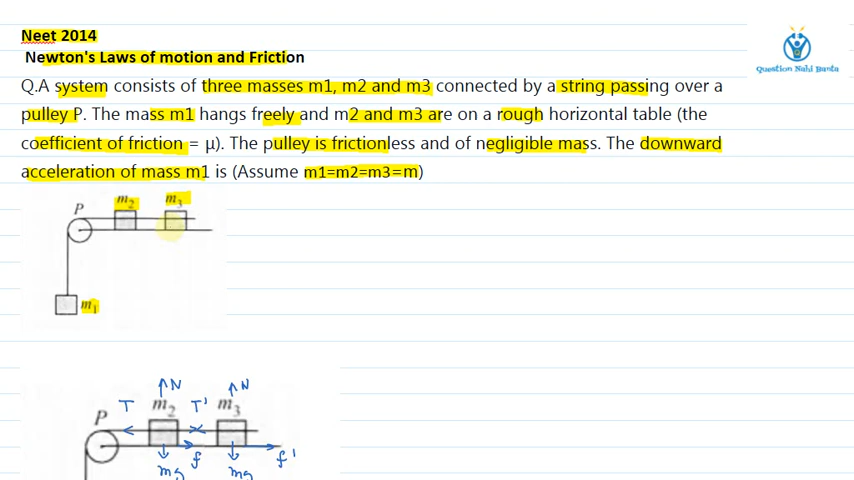 Neet 2014
Newton's Laws of motion and Friction
Question Nahi Banta
Q.A system consists of three masses m1, m2 and m3 connected by a string passing over a
pulley P. The mass m1 hangs freely and m2 and m3 are on a rough horizontal table (the
coefficient of friction = μ). The pulley is frictionless and of negligible mass. The downward
acceleration of mass m1 is (Assume m1=m2=m3=m)
P m₂ m₃
m₁
N N
P T m₂ T' m₃
f f'
mg mg